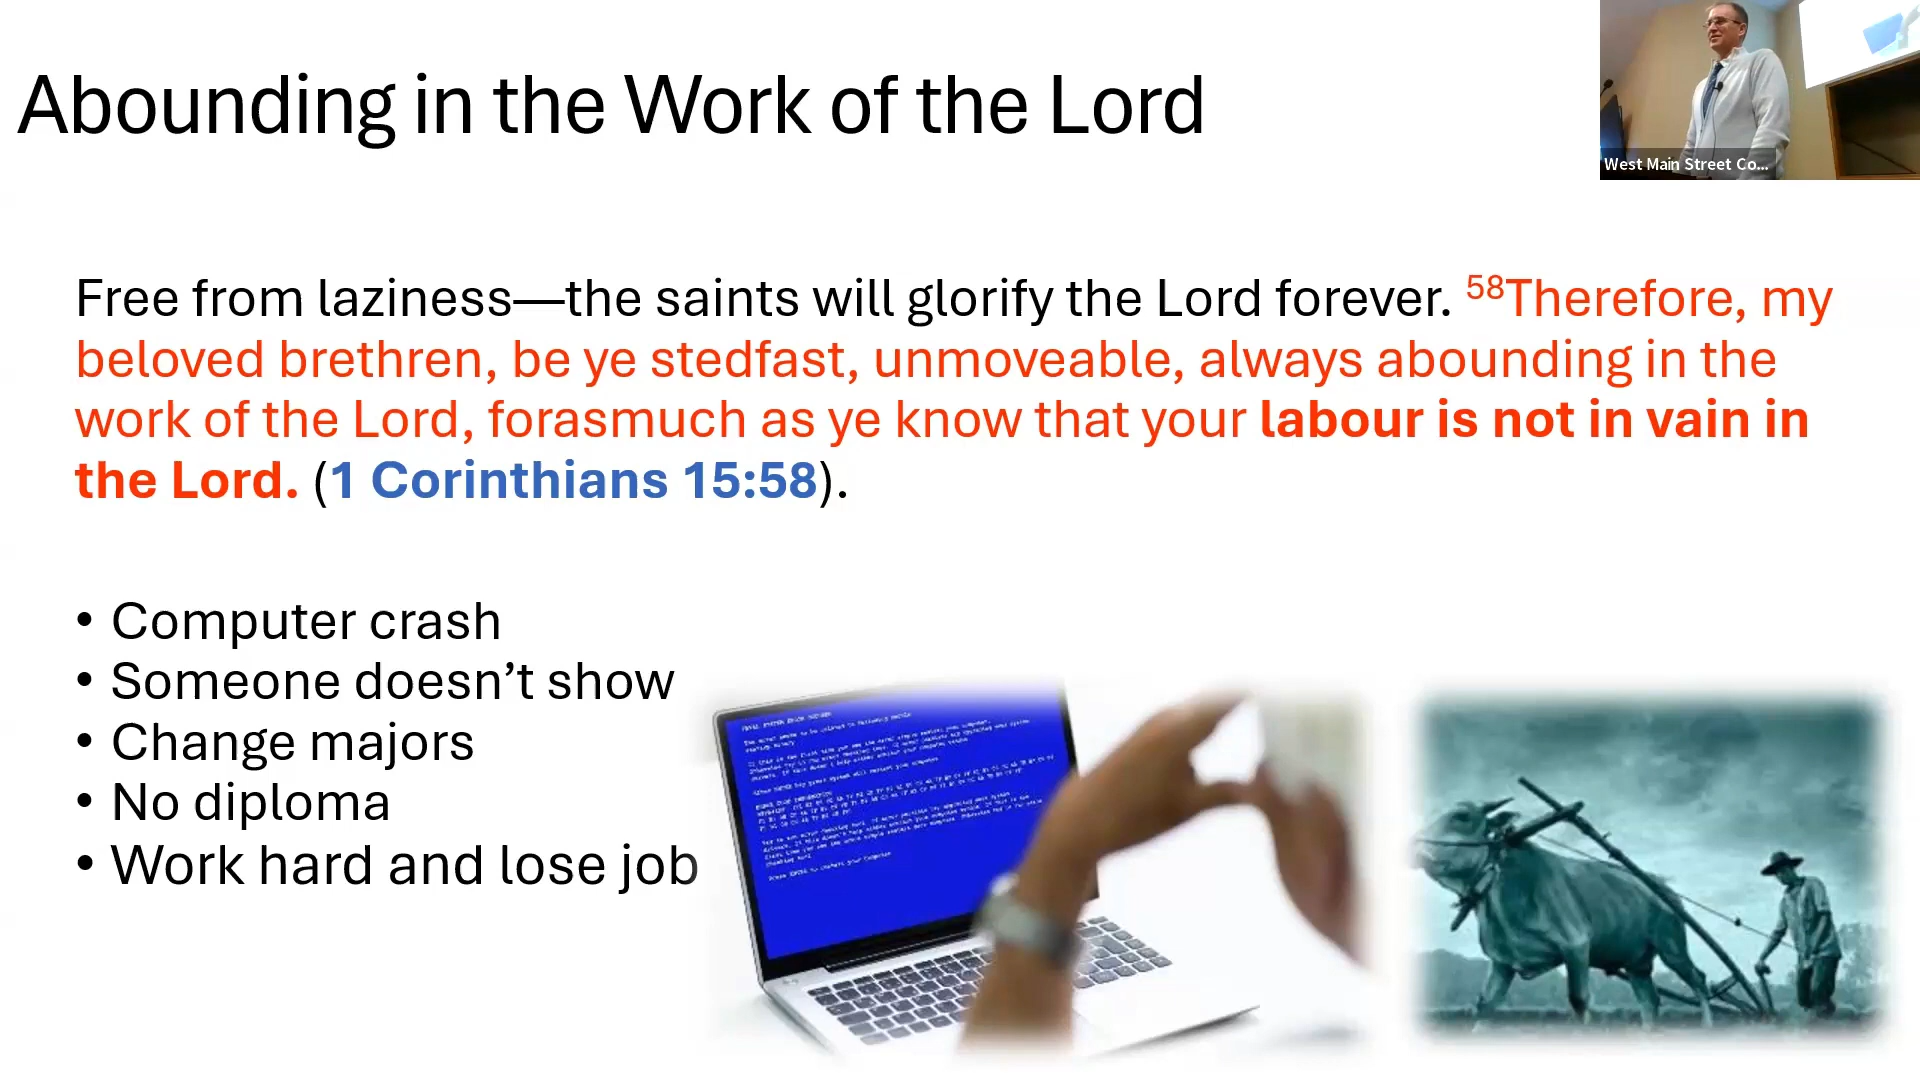 Abounding in the Work of the Lord
West Main Street Co...
Free from laziness—the saints will glorify the Lord forever. 58Therefore, my
beloved brethren, be ye stedfast, unmoveable, always abounding in the
work of the Lord, forasmuch as ye know that your labour is not in vain in
the Lord. (1 Corinthians 15:58).
• Computer crash
• Someone doesn’t show
• Change majors
• No diploma
• Work hard and lose job